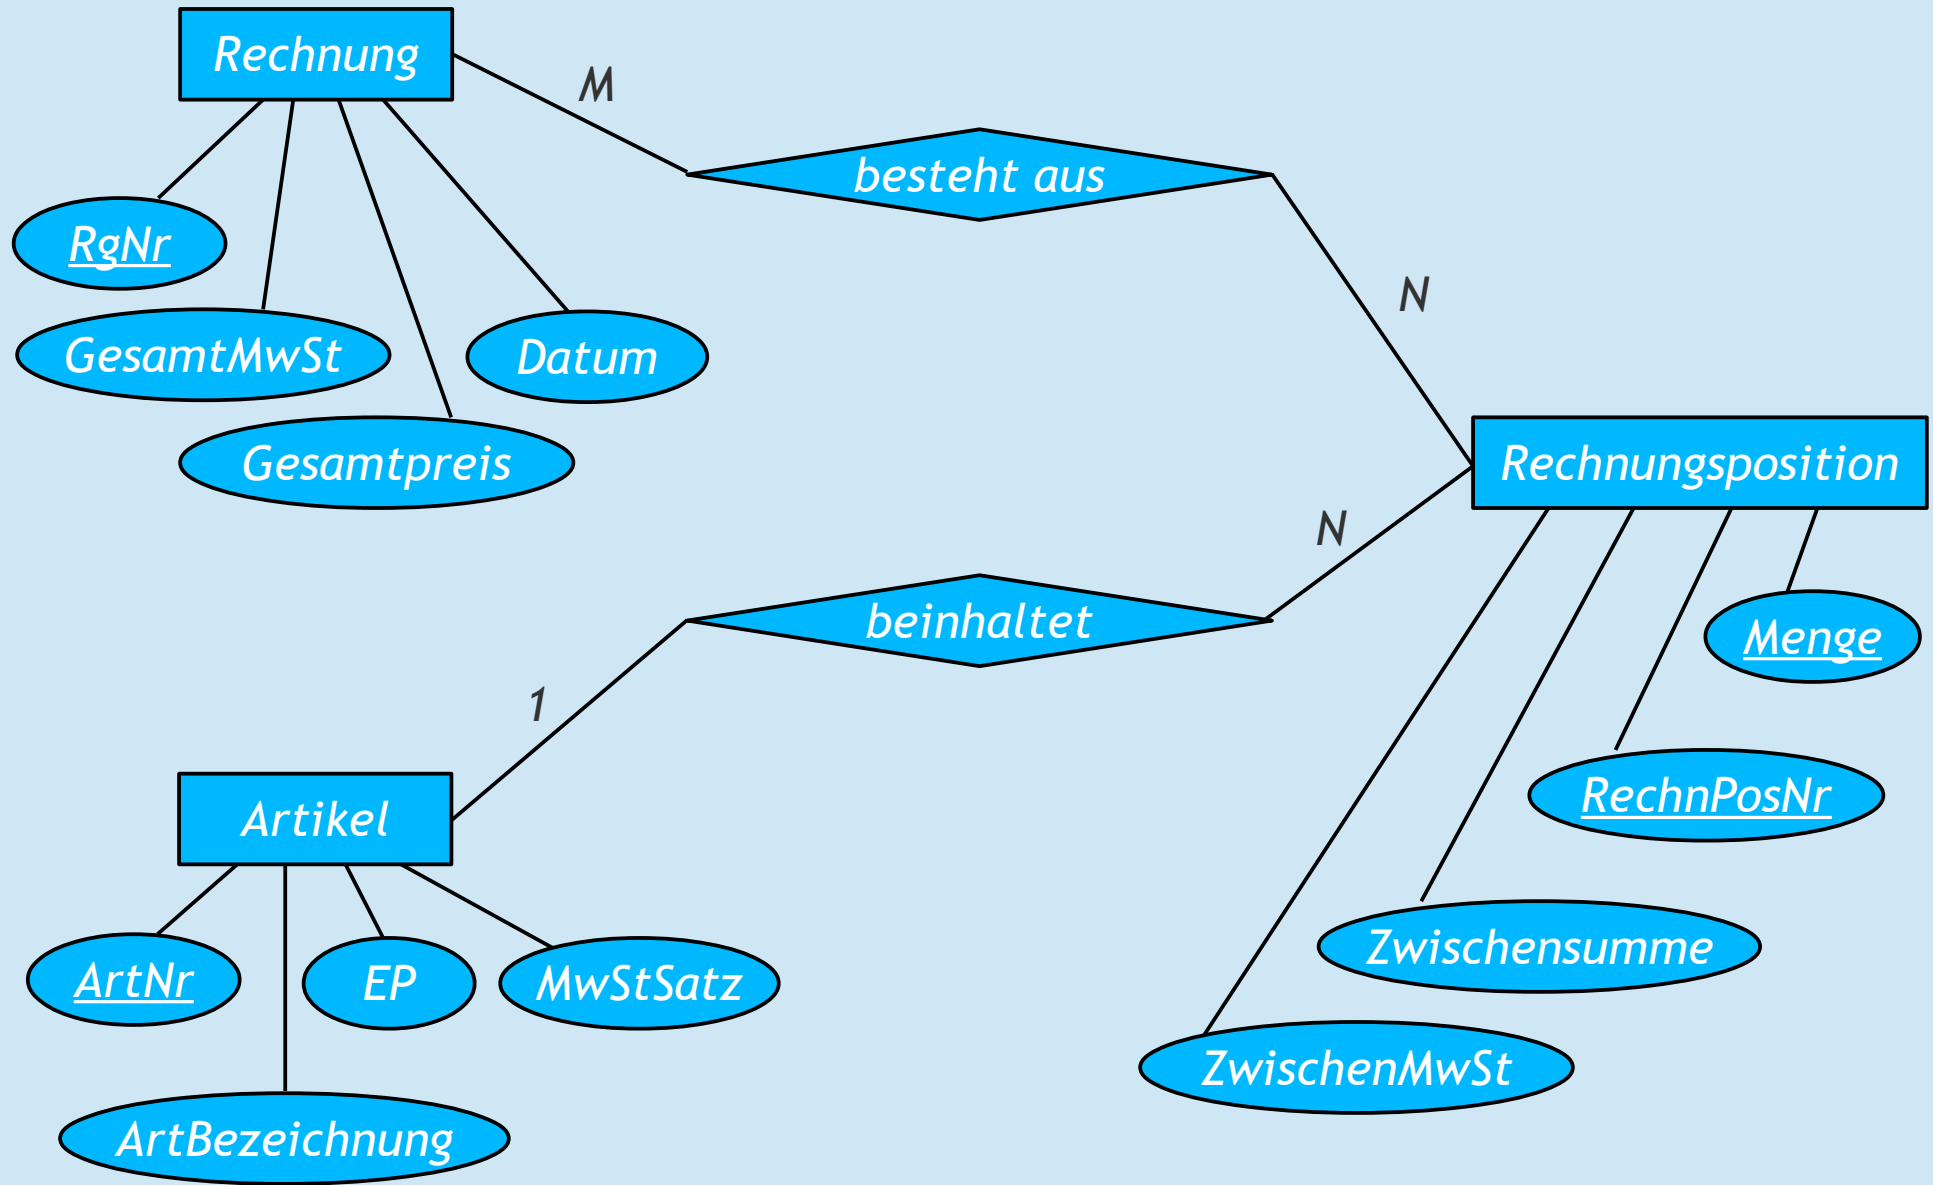 Rechnung
M
besteht aus
RgNr
N
GesamtMwSt
Datum
Gesamtpreis
Rechnungsposition
N
beinhaltet
Menge
1
RechnPosNr
Artikel
Zwischensumme
ArtNr
EP
MwStSatz
ZwischenMwSt
ArtBezeichnung